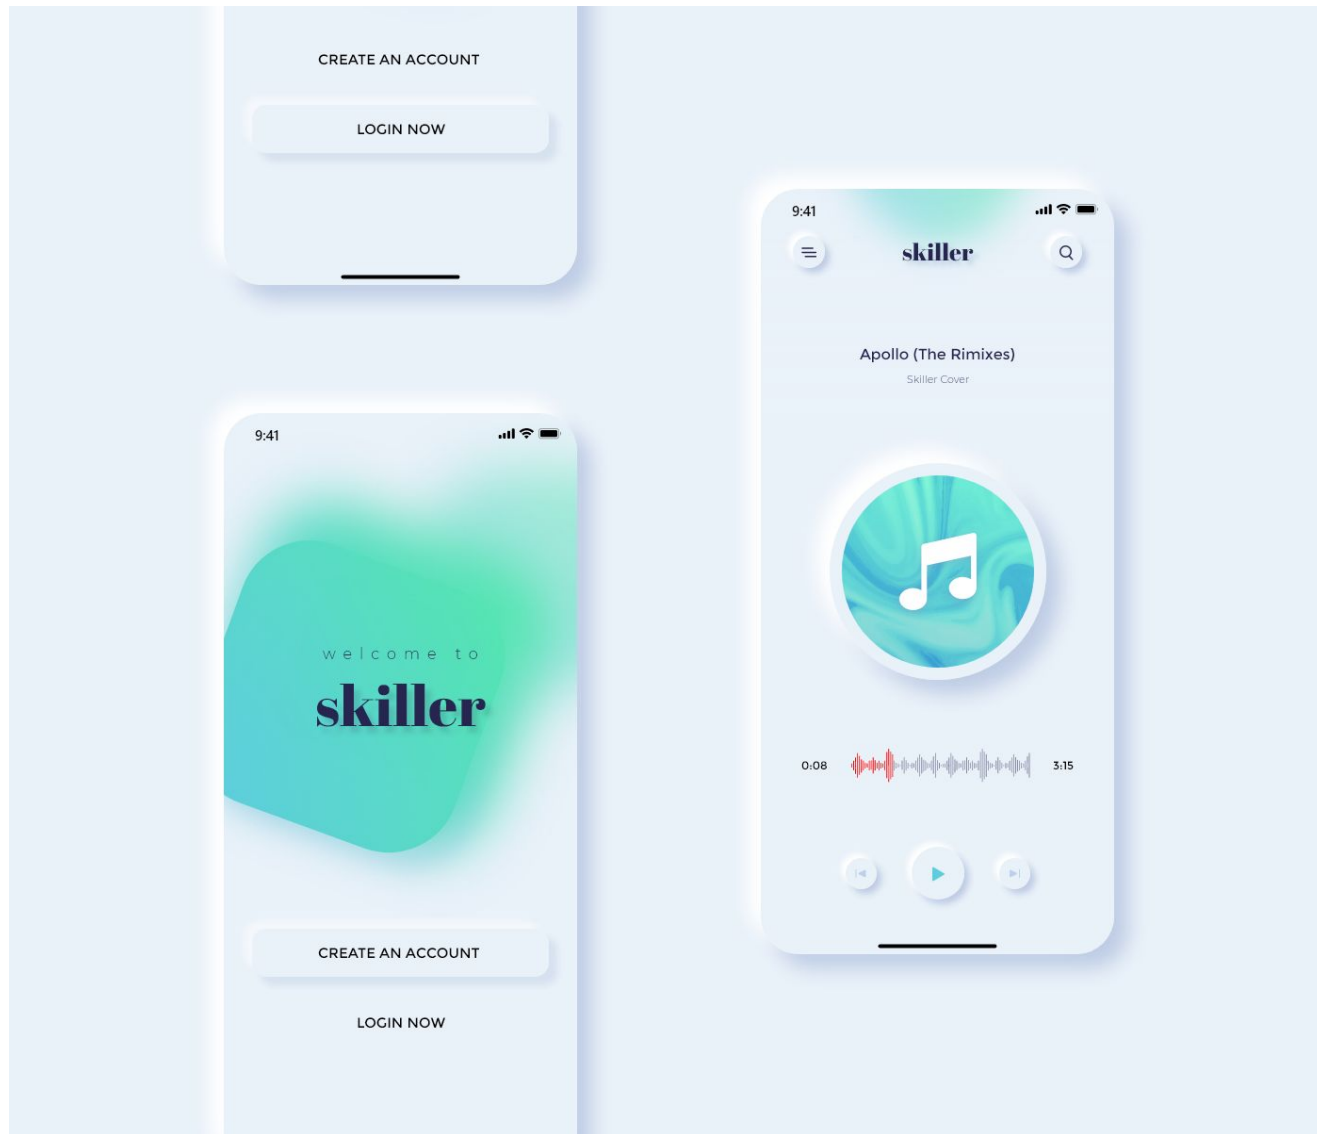 CREATE AN ACCOUNT
LOGIN NOW
9:41
welcome to
skiller
CREATE AN ACCOUNT
LOGIN NOW
9:41
skiller
Apollo (The Rimixes)
Skiller Cover
0:08
3:15